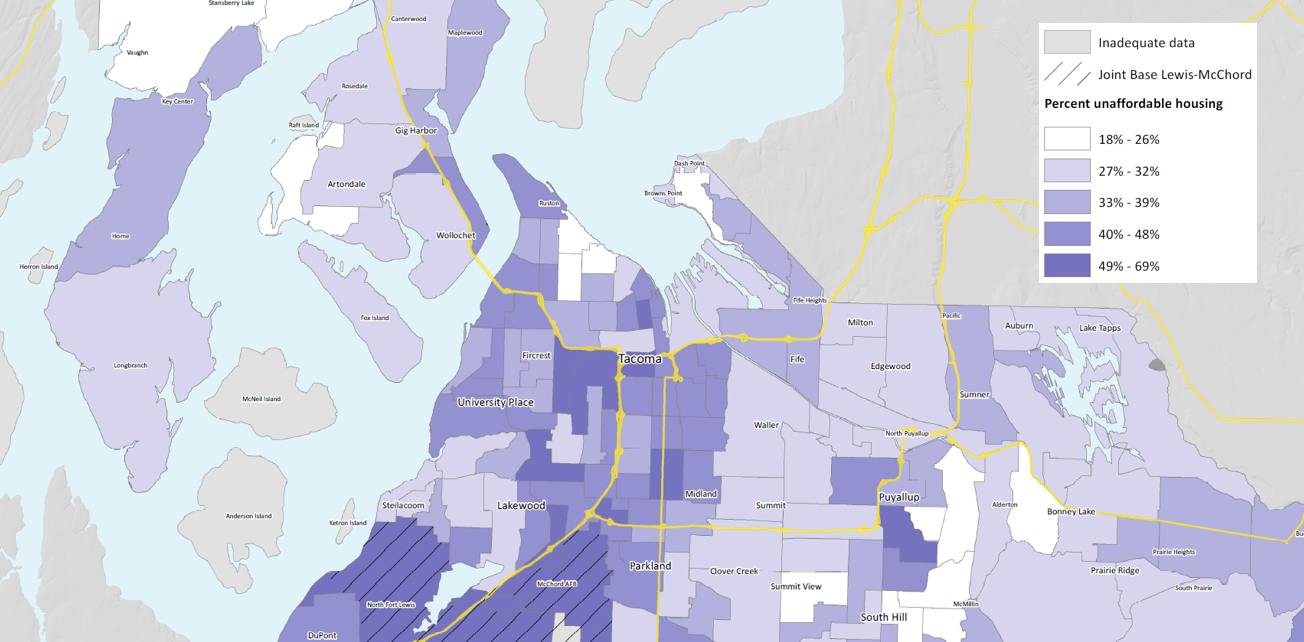 Stansberry Lake
Canterwood
Maplewood
Vaughn
Rosedale
Key Center
Raft Island
Gig Harbor
Dash Point
Artondale
Browns Point
Ruston
Home
Wollochet
Herron Island
Fife Heights
Fox Island
Pacific
Milton
Auburn
Lake Tapps
Fircrest
Tacoma
Fife
Longbranch
Edgewood
McNeil Island
University Place
Sumner
Waller
North Puyallup
Midland
Puyallup
Steilacoom
Lakewood
Summit
Alderton
Bonney Lake
Anderson Island
Ketron Island
Prairie Heights
Parkland
Clover Creek
Prairie Ridge
McChord AFB
Summit View
South Prairie
North Fort Lewis
McMillin
South Hill
DuPont
Inadequate data
Joint Base Lewis-McChord
Percent unaffordable housing
18% - 26%
27% - 32%
33% - 39%
40% - 48%
49% - 69%